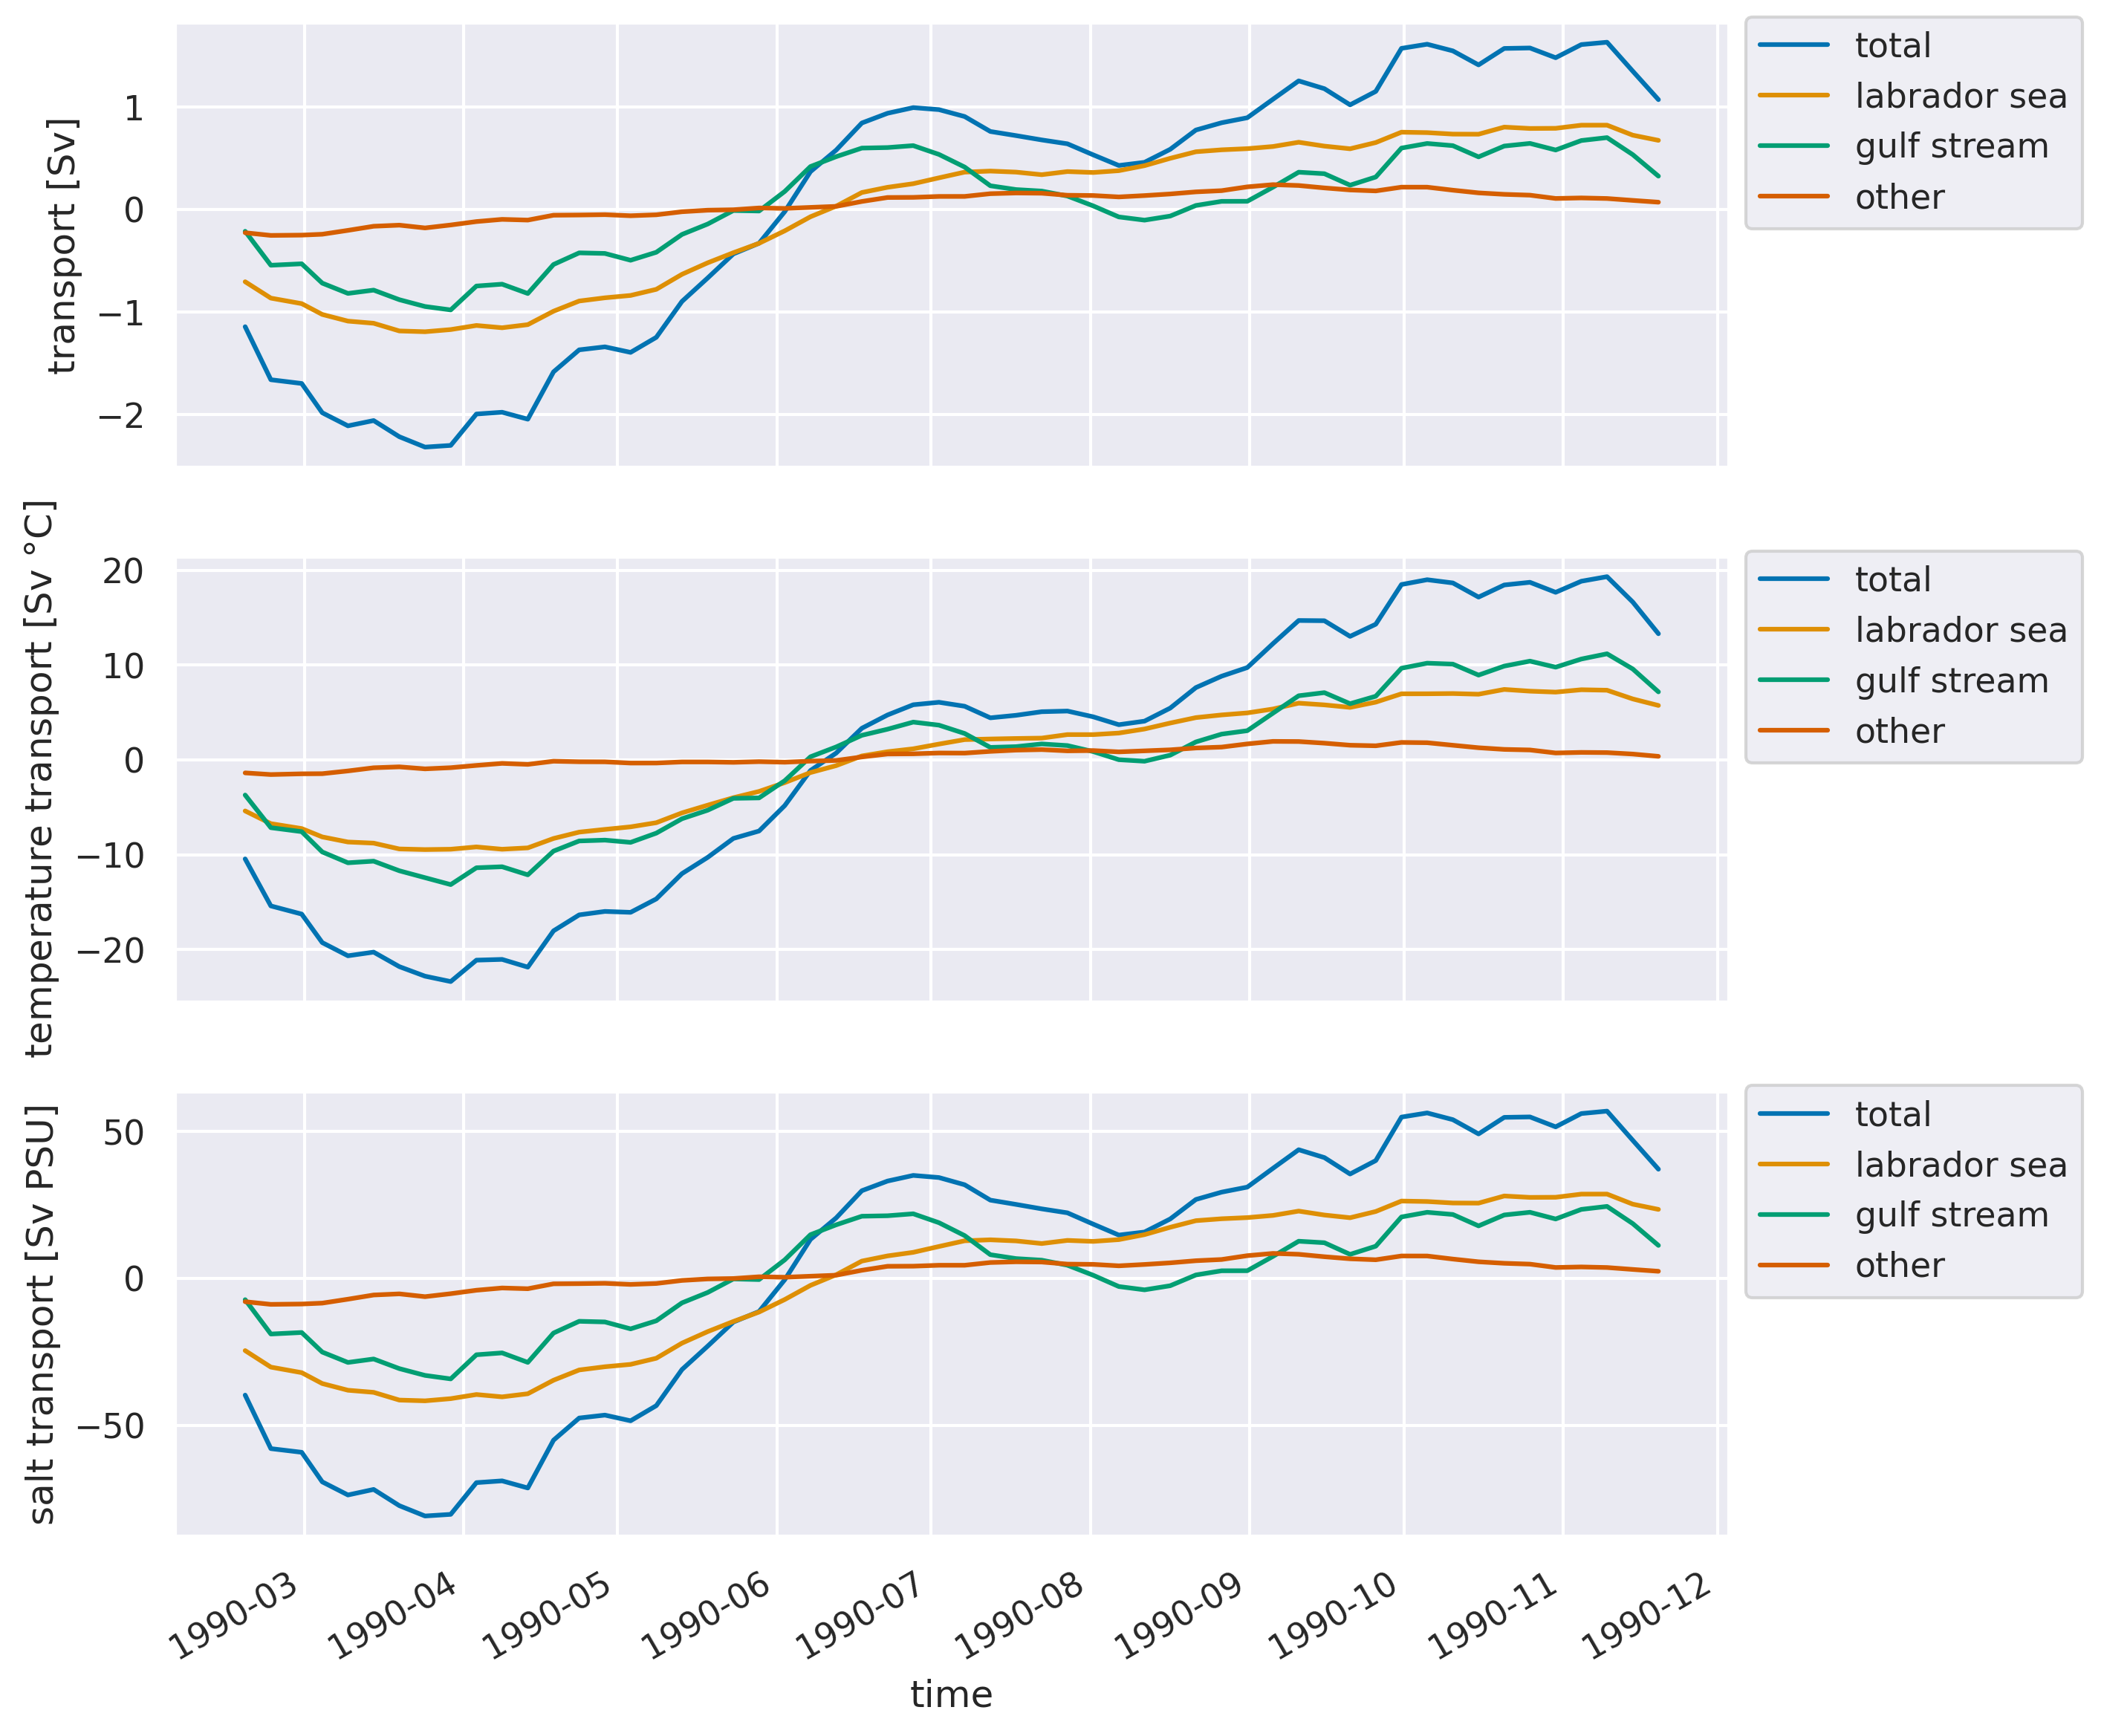 transport [Sv]
1
0
−1
−2
total
labrador sea
gulf stream
other
temperature transport [Sv °C]
20
10
0
−10
−20
total
labrador sea
gulf stream
other
salt transport [Sv PSU]
50
0
−50
total
labrador sea
gulf stream
other
1990-03 1990-04 1990-05 1990-06 1990-07 1990-08 1990-09 1990-10 1990-11 1990-12
time